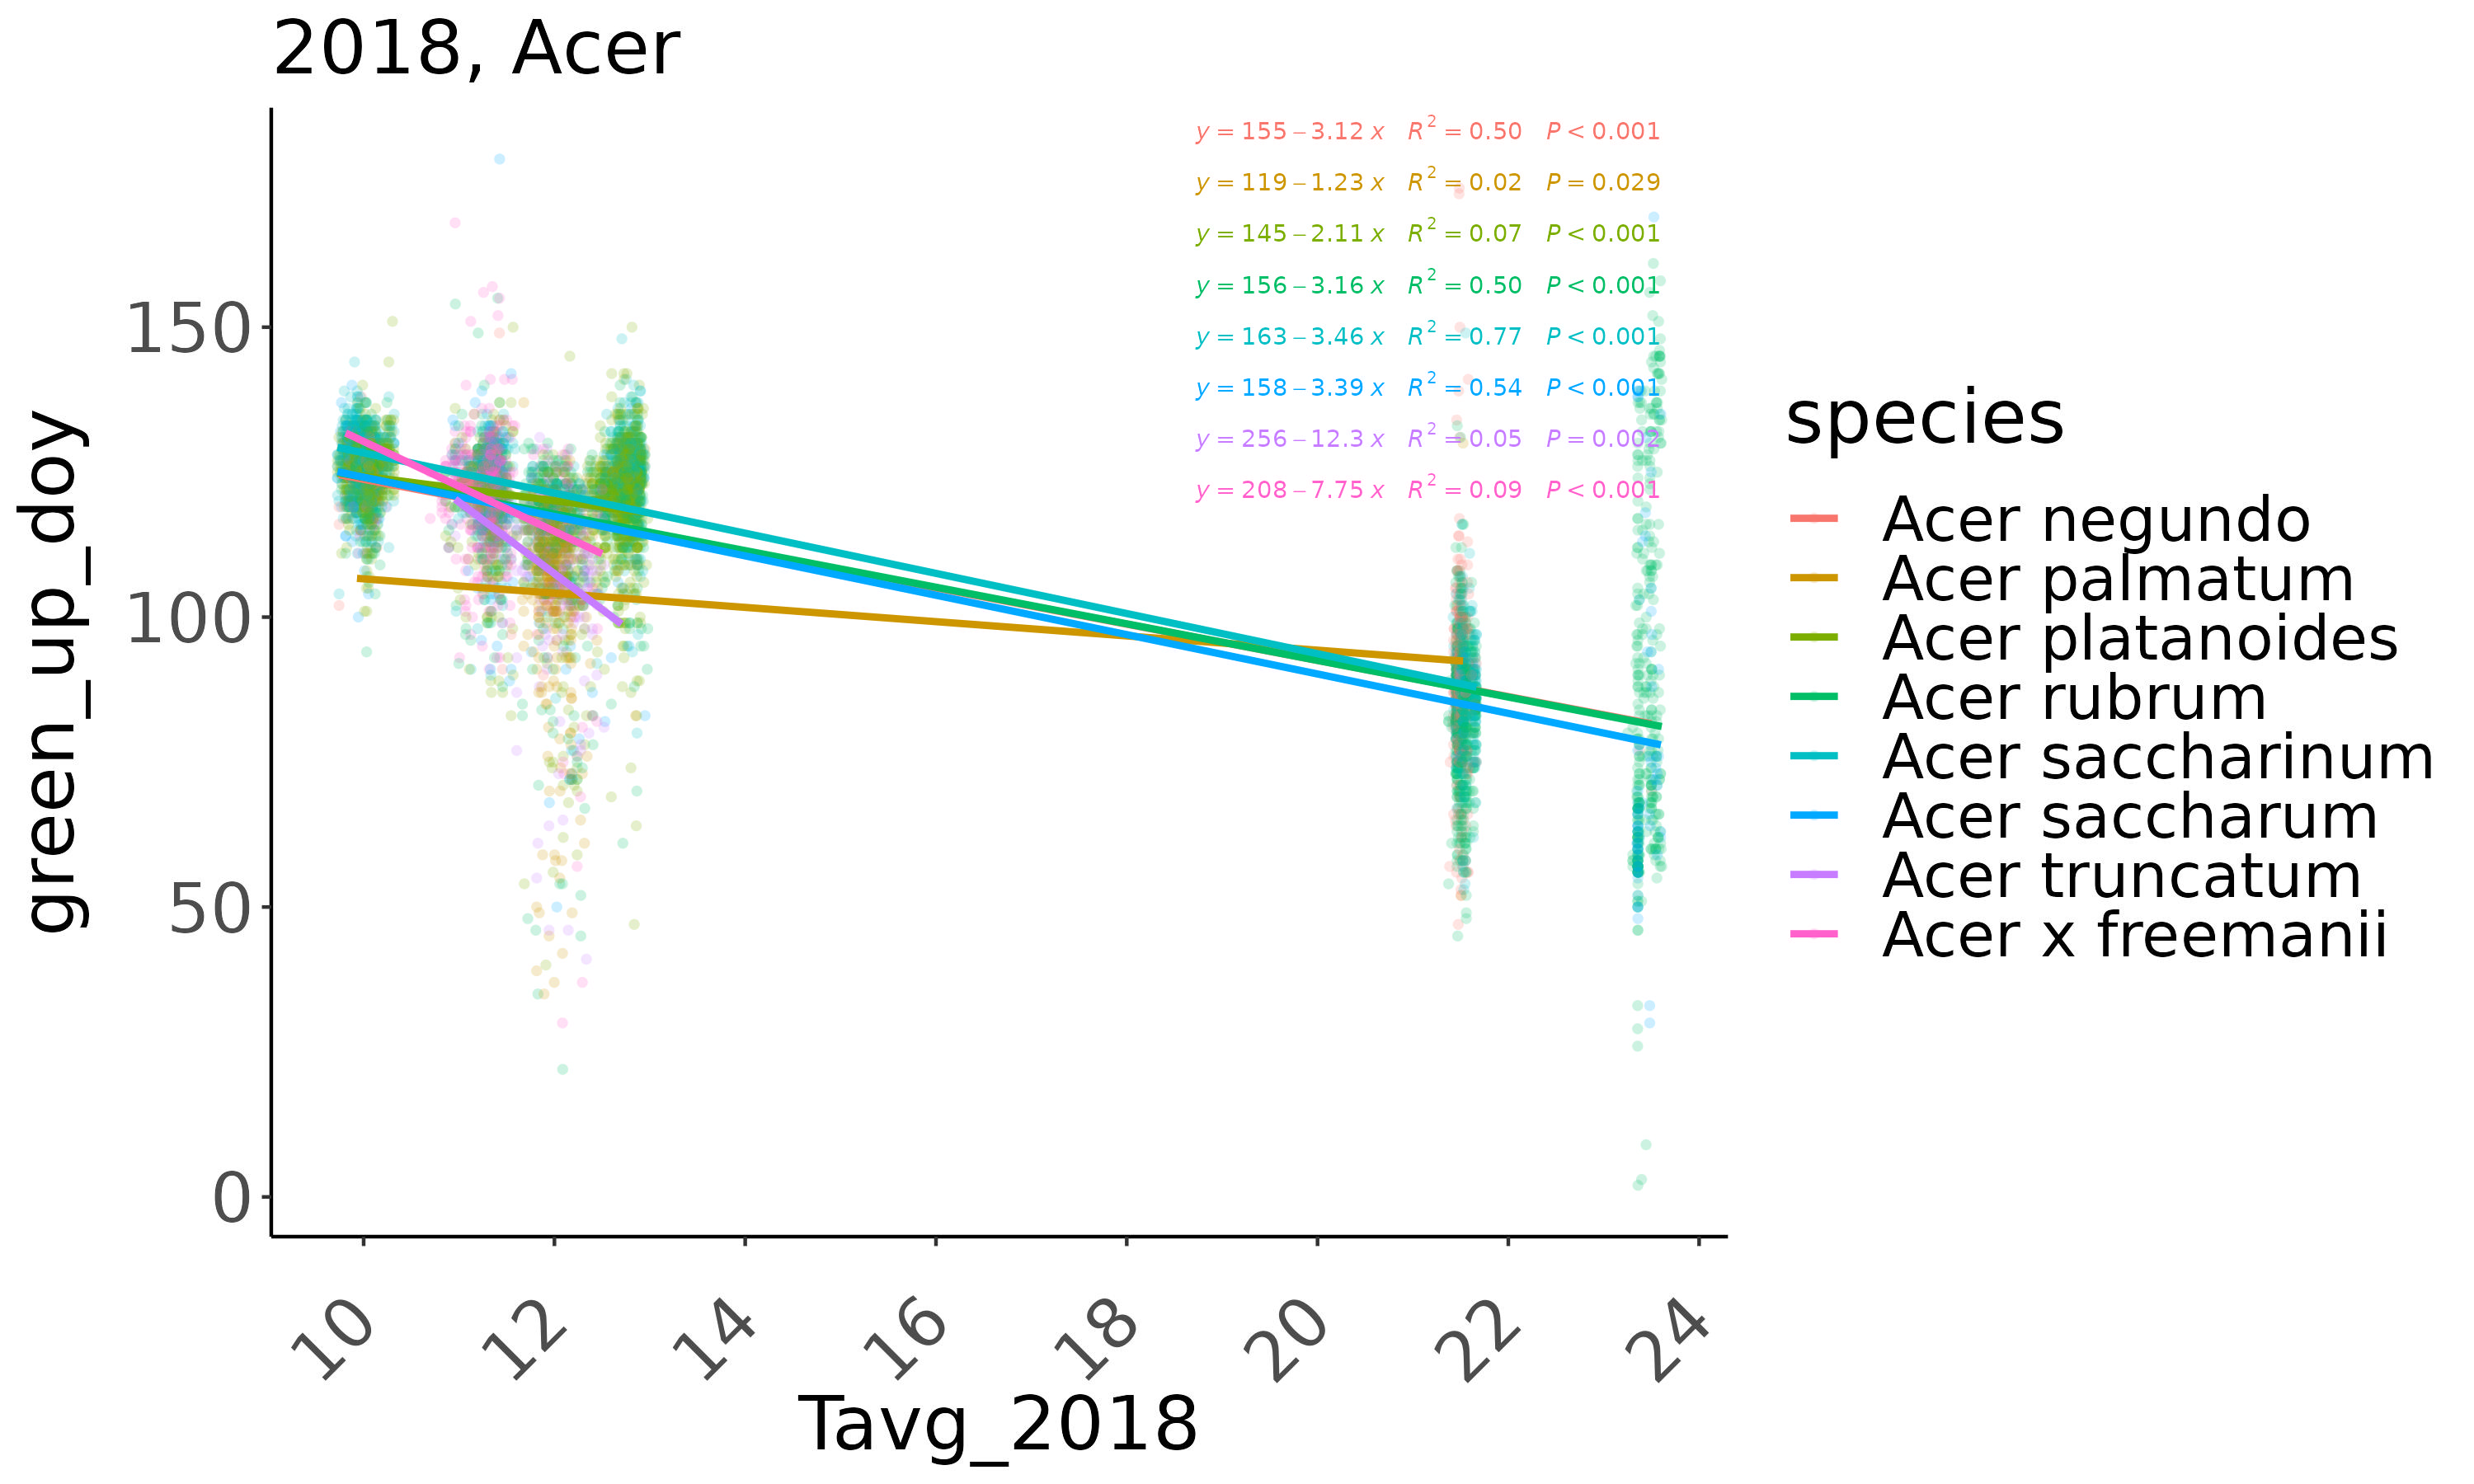 2018, Acer
y = 155 – 3.12 x R² = 0.50 P < 0.001
y = 119 – 1.23 x R² = 0.02 P = 0.029
y = 145 – 2.11 x R² = 0.07 P < 0.001
y = 156 – 3.16 x R² = 0.50 P < 0.001
y = 163 – 3.46 x R² = 0.77 P < 0.001
y = 158 – 3.39 x R² = 0.54 P < 0.001
y = 256 – 12.3 x R² = 0.05 P = 0.002
y = 208 – 7.75 x R² = 0.09 P < 0.001
green_up_doy
150
100
50
0
10 12 14 16 18 20 22 24
Tavg_2018
species
Acer negundo
Acer palmatum
Acer platanoides
Acer rubrum
Acer saccharinum
Acer saccharum
Acer truncatum
Acer x freemanii